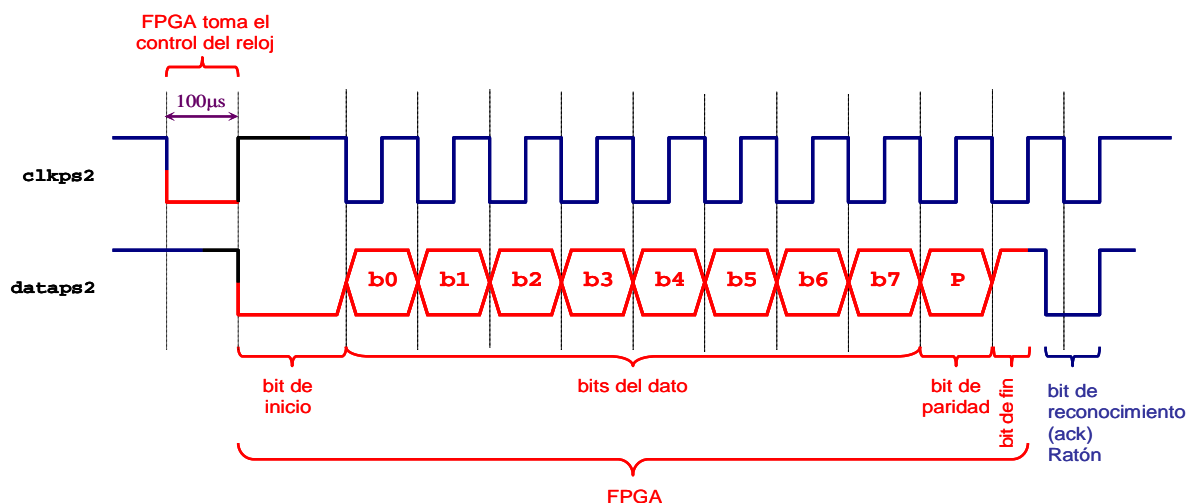 FPGA toma el
control del reloj
100µs
clkps2
dataps2
b0 b1 b2 b3 b4 b5 b6 b7 P
bit de
inicio
bits del dato
bit de
paridad
bit de fin
bit de
reconocimiento
(ack)
Ratón
FPGA